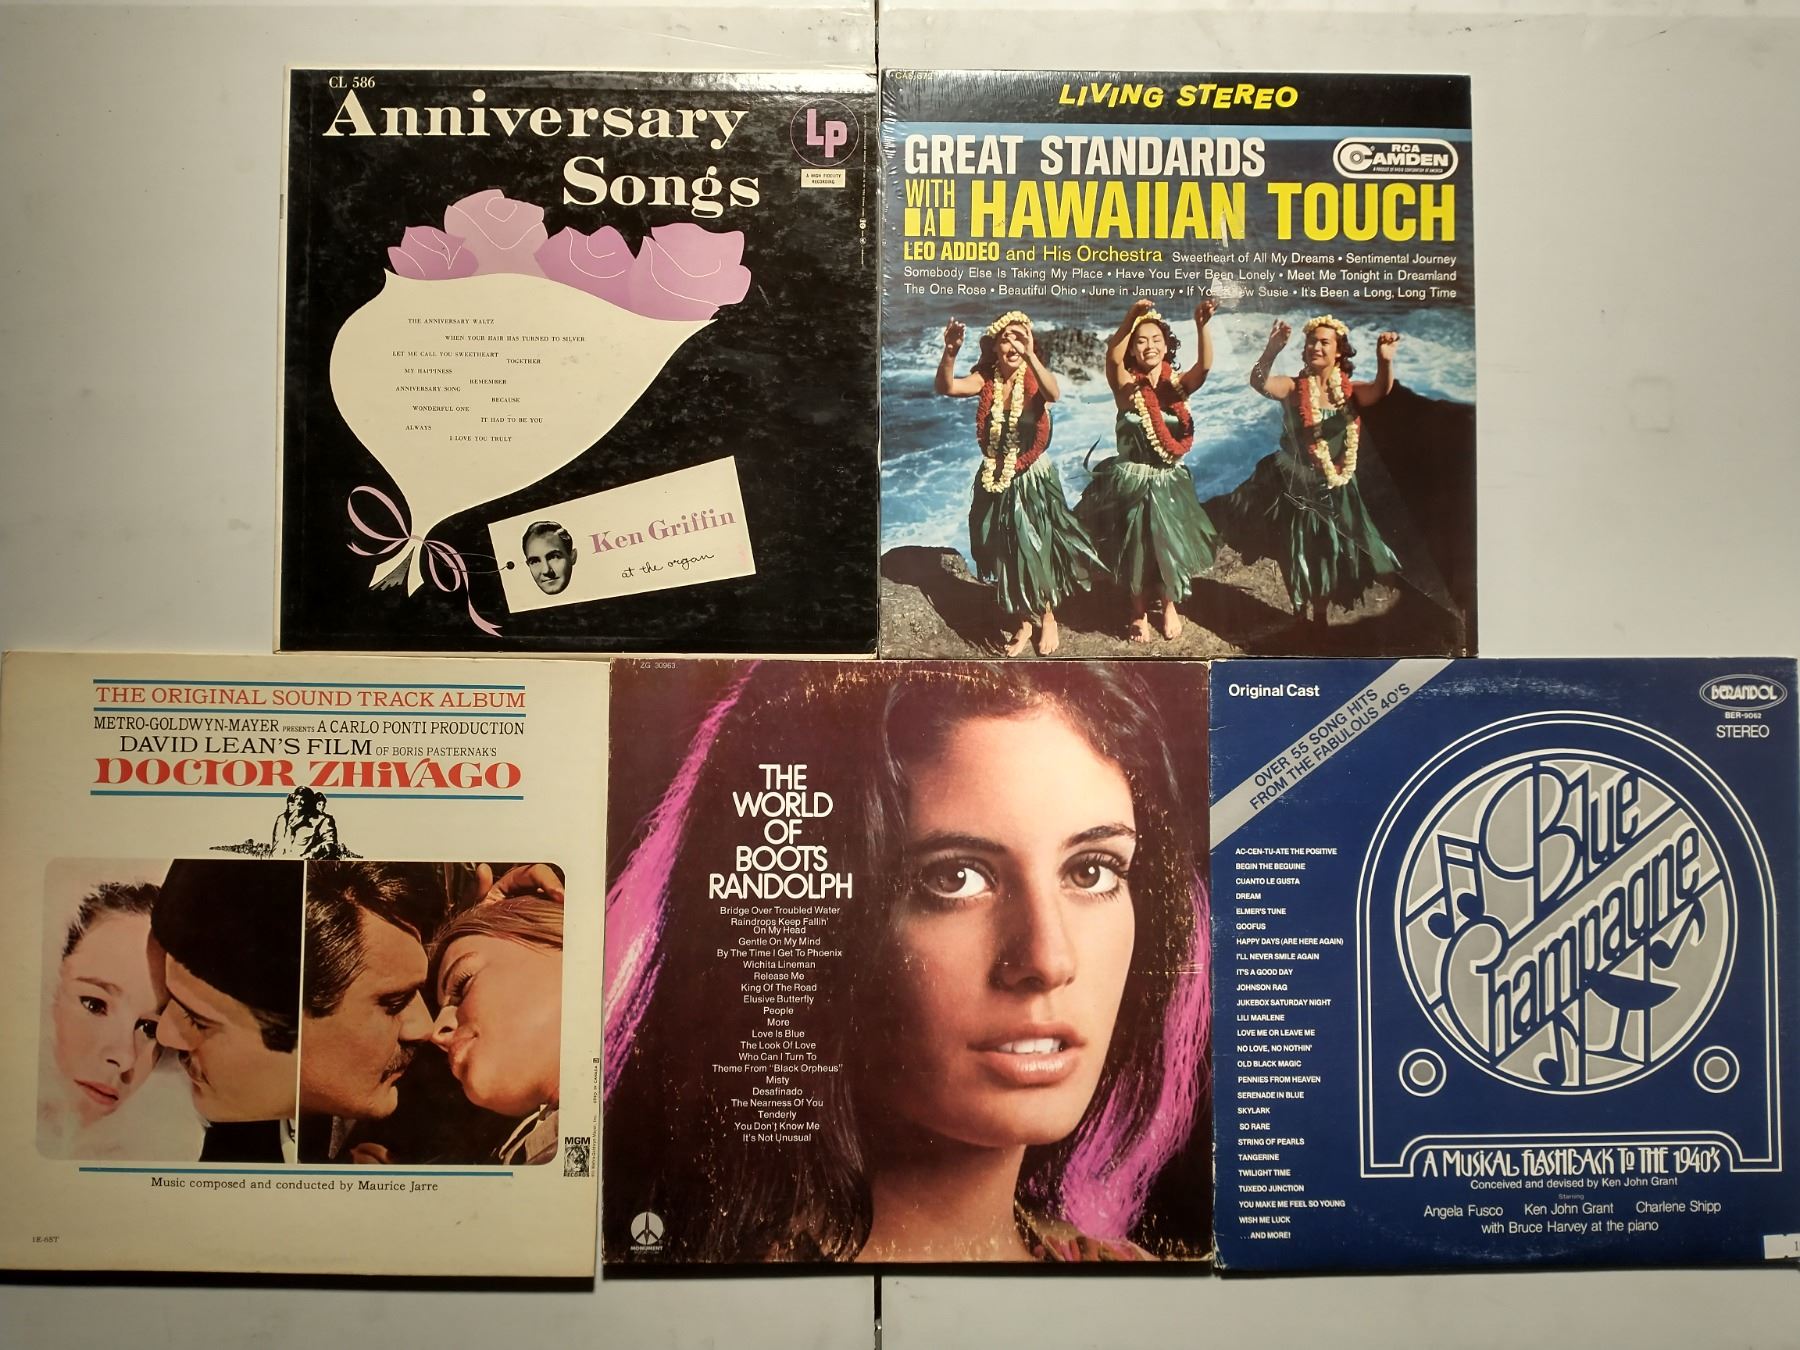 CL 586
Anniversary
Songs
LP
A HIGH FIDELITY
RECORDING
THE ANNIVERSARY WALTZ
WHEN YOUR HAIR HAS TURNED TO SILVER
LET ME CALL YOU SWEETHEART
TOGETHER
MY HAPPINESS
REMEMBER
ANNIVERSARY SONG
BECAUSE
WONDERFUL ONE
IT HAD TO BE YOU
ALWAYS
I LOVE YOU TRULY
Ken Griffin
at the organ
LIVING STEREO
GREAT STANDARDS
RCA
CAMDEN
WITH A HAWAIIAN TOUCH
LEO ADDEO and His Orchestra Sweetheart of All My Dreams • Sentimental Journey
Somebody Else Is Taking My Place • Have You Ever Been Lonely • Meet Me Tonight in Dreamland
The One Rose • Beautiful Ohio • June in January • If You Knew Susie • It's Been a Long, Long Time
THE ORIGINAL SOUND TRACK ALBUM
METRO-GOLDWYN-MAYER PRESENTS A CARLO PONTI PRODUCTION
DAVID LEAN'S FILM OF BORIS PASTERNAK'S
DOCTOR ZHIVAGO
MGM
RECORDS
Music composed and conducted by Maurice Jarre
1E-6ST
ZG 30963
THE
WORLD
OF
BOOTS
RANDOLPH
Bridge Over Troubled Water
Raindrops Keep Fallin'
On My Head
Gentle On My Mind
By The Time I Get To Phoenix
Wichita Lineman
Release Me
King Of The Road
Elusive Butterfly
People
More
Love Is Blue
The Look Of Love
Who Can I Turn To
Theme From "Black Orpheus"
Misty
Desafinado
The Nearness Of You
Tenderly
You Don't Know Me
It's Not Unusual
MONUMENT
Original Cast
OVER 55 SONG HITS
FROM THE FABULOUS 40'S
BERANDOL
BER-9062
STEREO
AC-CEN-TU-ATE THE POSITIVE
BEGIN THE BEGUINE
CUANTO LE GUSTA
DREAM
ELMER'S TUNE
GOOFUS
HAPPY DAYS (ARE HERE AGAIN)
I'LL NEVER SMILE AGAIN
IT'S A GOOD DAY
JOHNSON RAG
JUKEBOX SATURDAY NIGHT
LILI MARLENE
LOVE ME OR LEAVE ME
NO LOVE, NO NOTHIN'
OLD BLACK MAGIC
PENNIES FROM HEAVEN
SERENADE IN BLUE
SKYLARK
SO RARE
STRING OF PEARLS
TANGERINE
TWILIGHT TIME
TUXEDO JUNCTION
YOU MAKE ME FEEL SO YOUNG
WISH ME LUCK
...AND MORE!
Blue
Champagne
A MUSICAL FLASHBACK TO THE 1940'S
Conceived and devised by Ken John Grant
Starring
Angela Fusco Ken John Grant Charlene Shipp
with Bruce Harvey at the piano